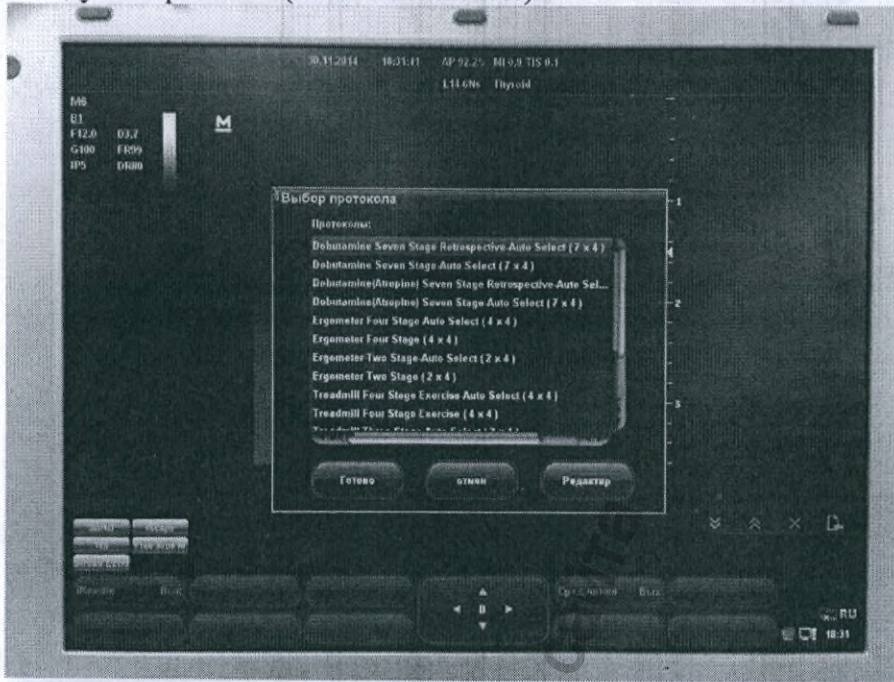 30.11.2014 18:31:41 AP 92.2% MI 0.9 TIS 0.1
L14-6Ns Thyroid
M6
B1
F12.0 D3.7
G100 FR99
IP5 DR80
M
Выбор протокола
Протоколы:
Dobutamine Seven Stage Retrospective-Auto Select ( 7 x 4 )
Dobutamine Seven Stage-Auto Select ( 7 x 4 )
Dobutamine(Atropine) Seven Stage Retrospective-Auto Sel...
Dobutamine(Atropine) Seven Stage-Auto Select ( 7 x 4 )
Ergometer Four Stage Auto Select ( 4 x 4 )
Ergometer Four Stage ( 4 x 4 )
Ergometer Two Stage-Auto Select ( 2 x 4 )
Ergometer Two Stage ( 2 x 4 )
Treadmill Four Stage Exercise Auto Select ( 4 x 4 )
Treadmill Four Stage Exercise ( 4 x 4 )
Готово отмен Редактир
1
2
3
B
RU
18:31